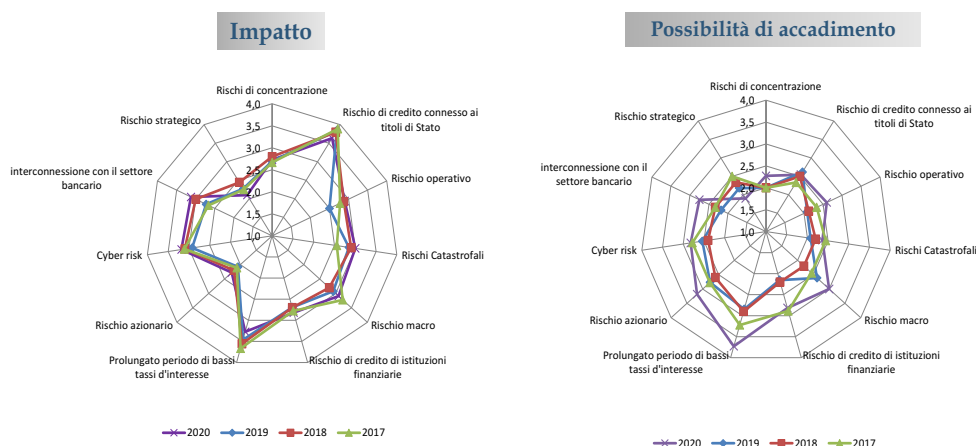 Impatto
Rischi di concentrazione
4,0
3,5
3,0
2,5
2,0
1,5
1,0
Rischio di credito connesso ai
titoli di Stato
Rischio operativo
Rischi Catastrofali
Rischio macro
Rischio di credito di istituzioni
finanziarie
Prolungato periodo di bassi
tassi d'interesse
Rischio azionario
Cyber risk
interconnessione con il settore
bancario
Rischio strategico
2020
2019
2018
2017
Possibilità di accadimento
Rischi di concentrazione
4,0
3,5
3,0
2,5
2,0
1,5
1,0
Rischio di credito connesso ai
titoli di Stato
Rischio operativo
Rischi Catastrofali
Rischio macro
Rischio di credito di istituzioni
finanziarie
Prolungato periodo di bassi
tassi d'interesse
Rischio azionario
Cyber risk
interconnessione con il
settore bancario
Rischio strategico
2020
2019
2018
2017